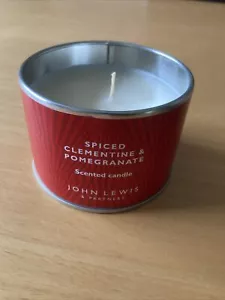 SPICED
CLEMENTINE &
POMEGRANATE
Scented candle
JOHN LEWIS
& PARTNERS